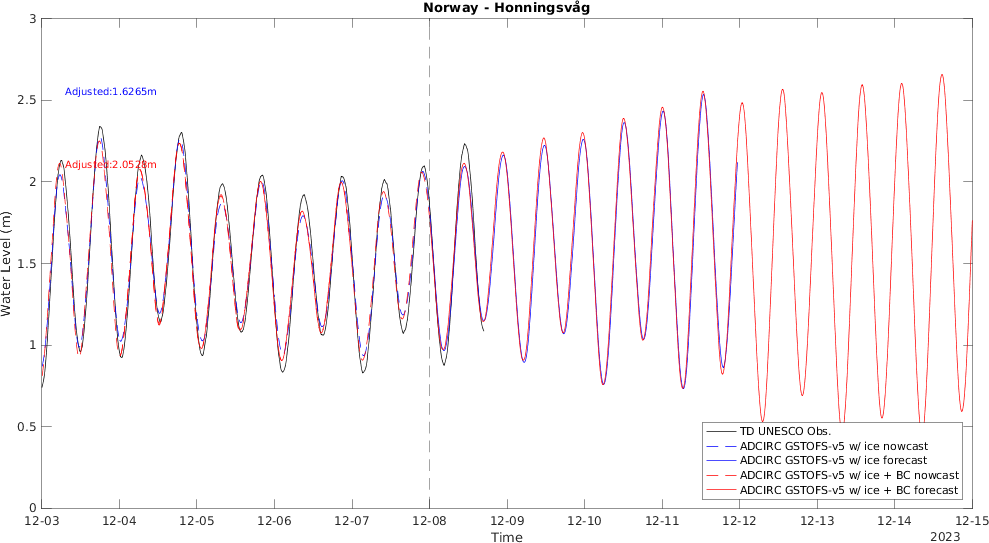 Norway - Honningsvåg
3
2.5
2
1.5
1
0.5
0
Water Level (m)
Adjusted:1.6265m
Adjusted:2.0528m
TD UNESCO Obs.
ADCIRC GSTOFS-v5 w/ ice nowcast
ADCIRC GSTOFS-v5 w/ ice forecast
ADCIRC GSTOFS-v5 w/ ice + BC nowcast
ADCIRC GSTOFS-v5 w/ ice + BC forecast
12-03 12-04 12-05 12-06 12-07 12-08 12-09 12-10 12-11 12-12 12-13 12-14 12-15
Time
2023